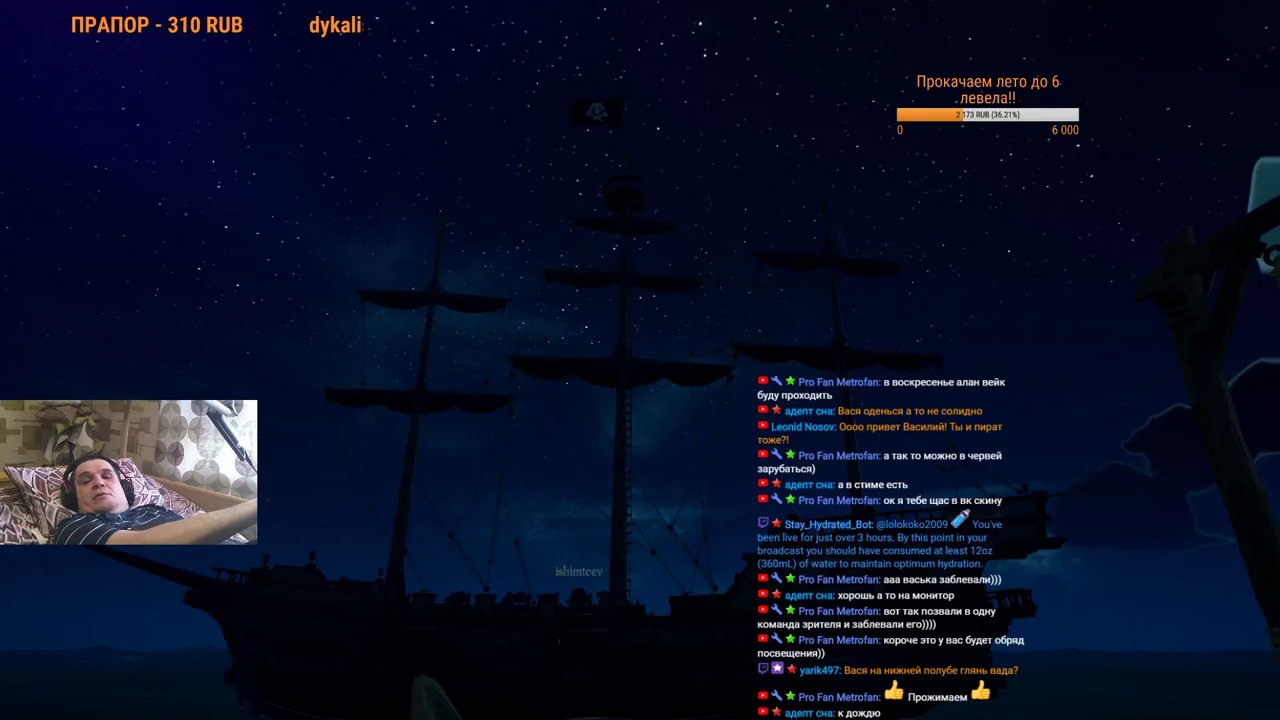 ПРАПОР - 310 RUB dykali
Прокачаем лето до 6
левела!!
2 173 RUB (36.21%)
0 6 000
Pro Fan Metrofan: в воскресенье алан вейк
буду проходить
адепт сна: Вася оденься а то не солидно
Leonid Nosov: Оооо привет Василий! Ты и пират
тоже?!
Pro Fan Metrofan: а так то можно в червей
зарубаться)
адепт сна: а в стиме есть
Pro Fan Metrofan: ок я тебе щас в вк скину
Stay_Hydrated_Bot: @lolokoko2009 You've
been live for just over 3 hours. By this point in your
broadcast you should have consumed at least 12oz
(360mL) of water to maintain optimum hydration.
Pro Fan Metrofan: ааа васька заблевали)))
адепт сна: хорошь а то на монитор
Pro Fan Metrofan: вот так позвали в одну
команда зрителя и заблевали его))))
Pro Fan Metrofan: короче это у вас будет обряд
посвещения))
yarik497: Вася на нижней полубе глянь вада?
Pro Fan Metrofan: 👍 Прожимаем 👍
адепт сна: к дождю
ishimtcev